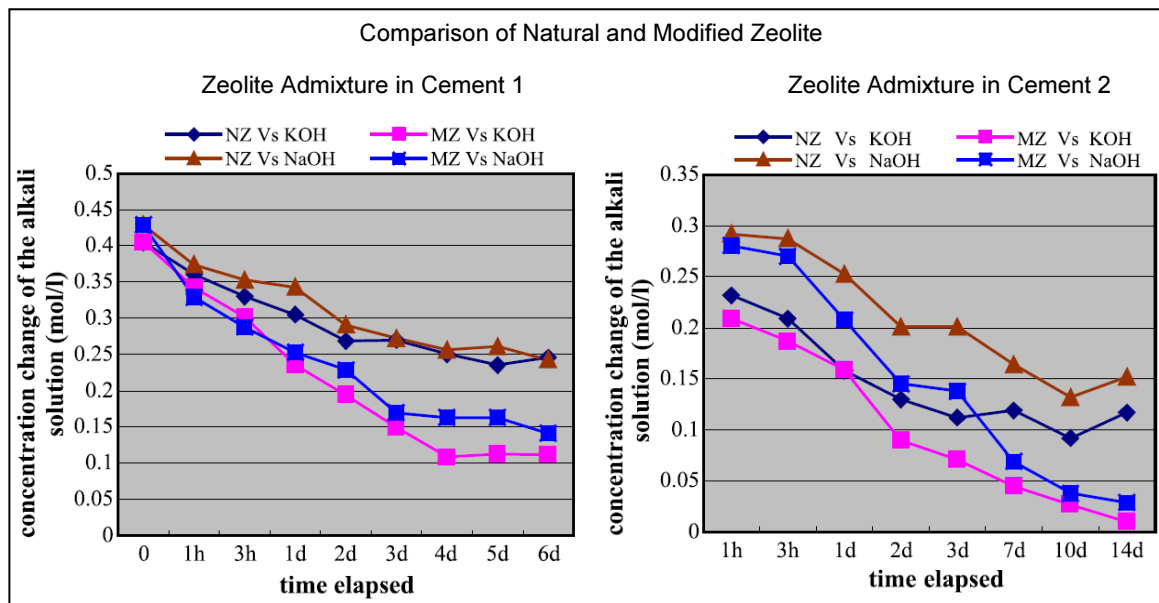 Comparison of Natural and Modified Zeolite
Zeolite Admixture in Cement 1
NZ Vs KOH
MZ Vs KOH
NZ Vs NaOH
MZ Vs NaOH
concentration change of the alkali
solution (mol/l)
0.5
0.45
0.4
0.35
0.3
0.25
0.2
0.15
0.1
0.05
0
0 1h 3h 1d 2d 3d 4d 5d 6d
time elapsed
Zeolite Admixture in Cement 2
NZ Vs KOH
MZ Vs KOH
NZ Vs NaOH
MZ Vs NaOH
concentration change of the alkali
solution (mol/l)
0.35
0.3
0.25
0.2
0.15
0.1
0.05
0
1h 3h 1d 2d 3d 7d 10d 14d
time elapsed